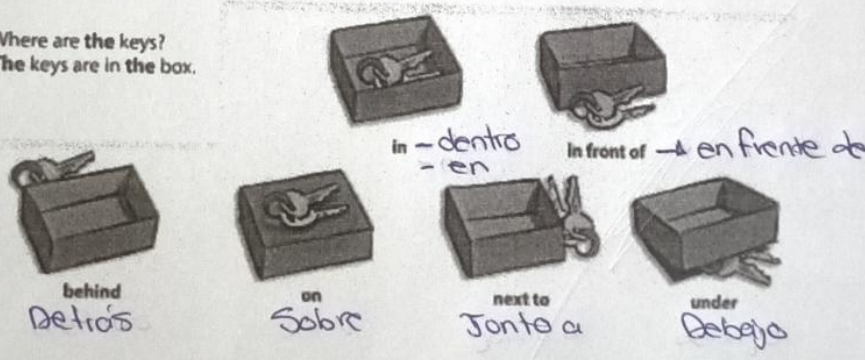 Where are the keys?
The keys are in the box.
in - dentro
- en
in front of → en frente de
behind
Detrás
on
Sobre
next to
Jonto a
under
Debajo